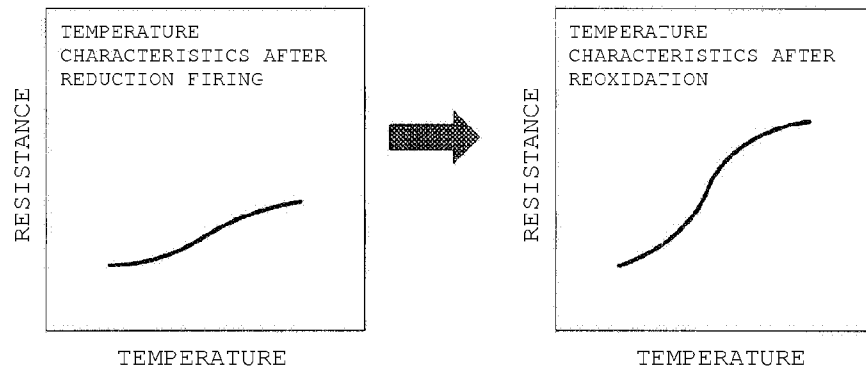 TEMPERATURE
CHARACTERISTICS AFTER
REDUCTION FIRING
RESISTANCE
TEMPERATURE
TEMPERATURE
CHARACTERISTICS AFTER
REOXIDATION
RESISTANCE
TEMPERATURE